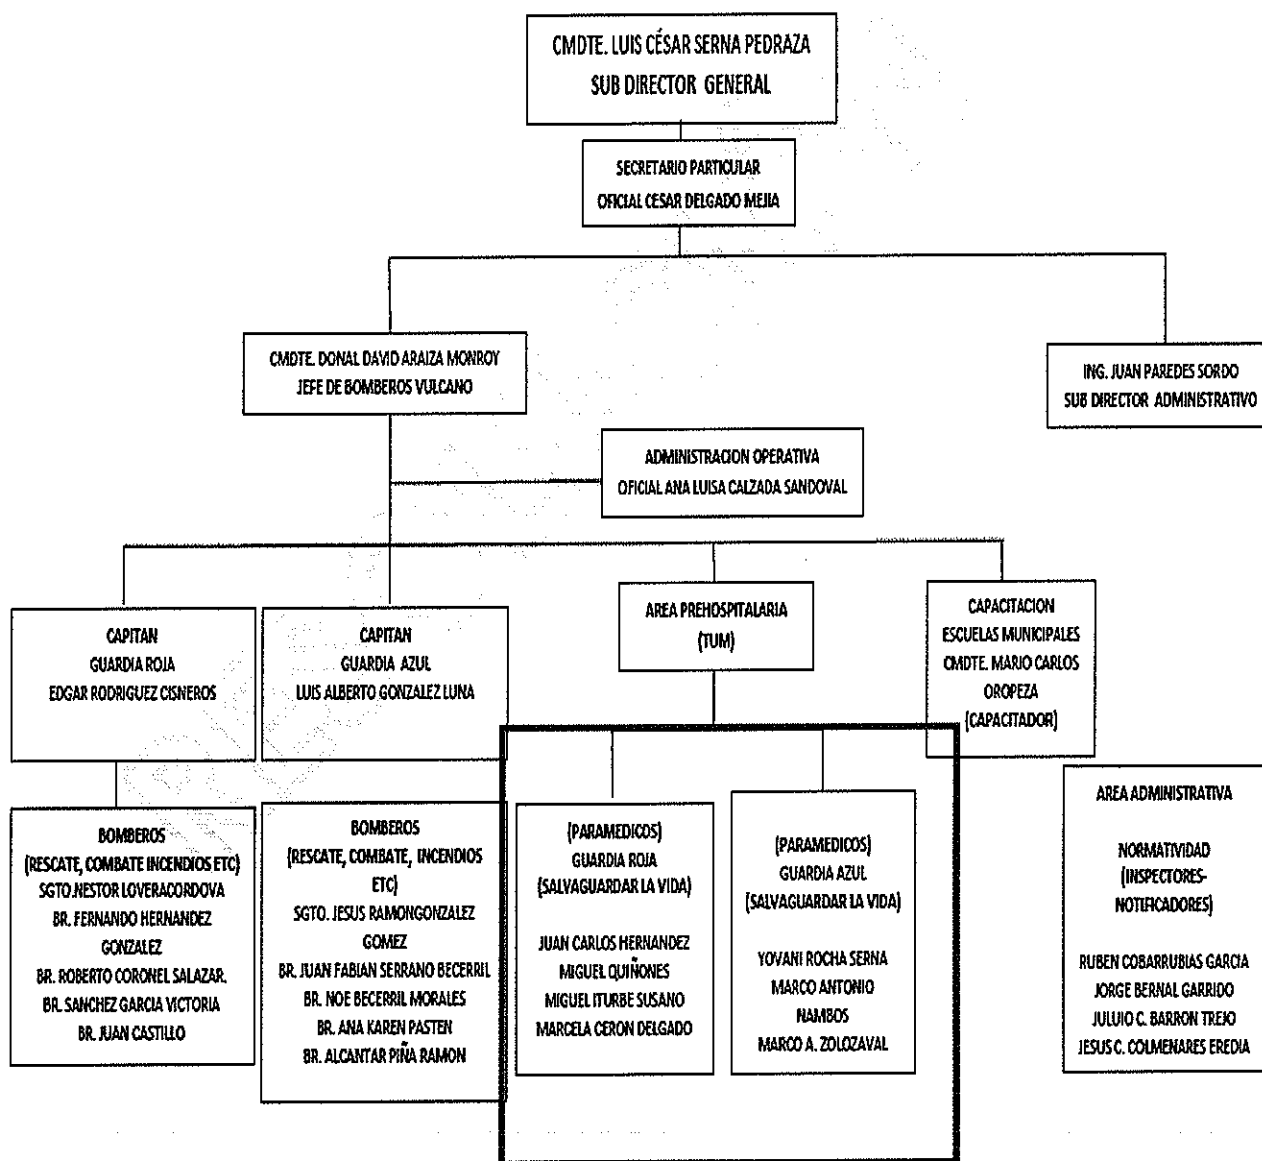 CMDTE. LUIS CÉSAR SERNA PEDRAZA
SUB DIRECTOR GENERAL
SECRETARIO PARTICULAR
OFICIAL CESAR DELGADO MEJIA
CMDTE. DONAL DAVID ARAIZA MONROY
JEFE DE BOMBEROS VULCANO
ING. JUAN PAREDES SORDO
SUB DIRECTOR ADMINISTRATIVO
ADMINISTRACION OPERATIVA
OFICIAL ANA LUISA CALZADA SANDOVAL
CAPITAN
GUARDIA ROJA
EDGAR RODRIGUEZ CISNEROS
CAPITAN
GUARDIA AZUL
LUIS ALBERTO GONZALEZ LUNA
AREA PREHOSPITALARIA
(TUM)
CAPACITACION
ESCUELAS MUNICIPALES
CMDTE. MARIO CARLOS
OROPEZA
(CAPACITADOR)
BOMBEROS
(RESCATE, COMBATE INCENDIOS ETC)
SGTO.NESTOR LOVERACORDOVA
BR. FERNANDO HERNANDEZ
GONZALEZ
BR. ROBERTO CORONEL SALAZAR.
BR. SANCHEZ GARCIA VICTORIA
BR. JUAN CASTILLO
BOMBEROS
(RESCATE, COMBATE, INCENDIOS
ETC)
SGTO. JESUS RAMONGONZALEZ
GOMEZ
BR. JUAN FABIAN SERRANO BECERRIL
BR. NOE BECERRIL MORALES
BR. ANA KAREN PASTEN
BR. ALCANTAR PIÑA RAMON
(PARAMEDICOS)
GUARDIA ROJA
(SALVAGUARDAR LA VIDA)
JUAN CARLOS HERNANDEZ
MIGUEL QUIÑONES
MIGUEL ITURBE SUSANO
MARCELA CERON DELGADO
(PARAMEDICOS)
GUARDIA AZUL
(SALVAGUARDAR LA VIDA)
YOVANI ROCHA SERNA
MARCO ANTONIO
NAMBOS
MARCO A. ZOLOZAVAL
AREA ADMINISTRATIVA
NORMATIVIDAD
(INSPECTORES-
NOTIFICADORES)
RUBEN COBARRUBIAS GARCIA
JORGE BERNAL GARRIDO
JULUIO C. BARRON TREJO
JESUS C. COLMENARES EREDIA